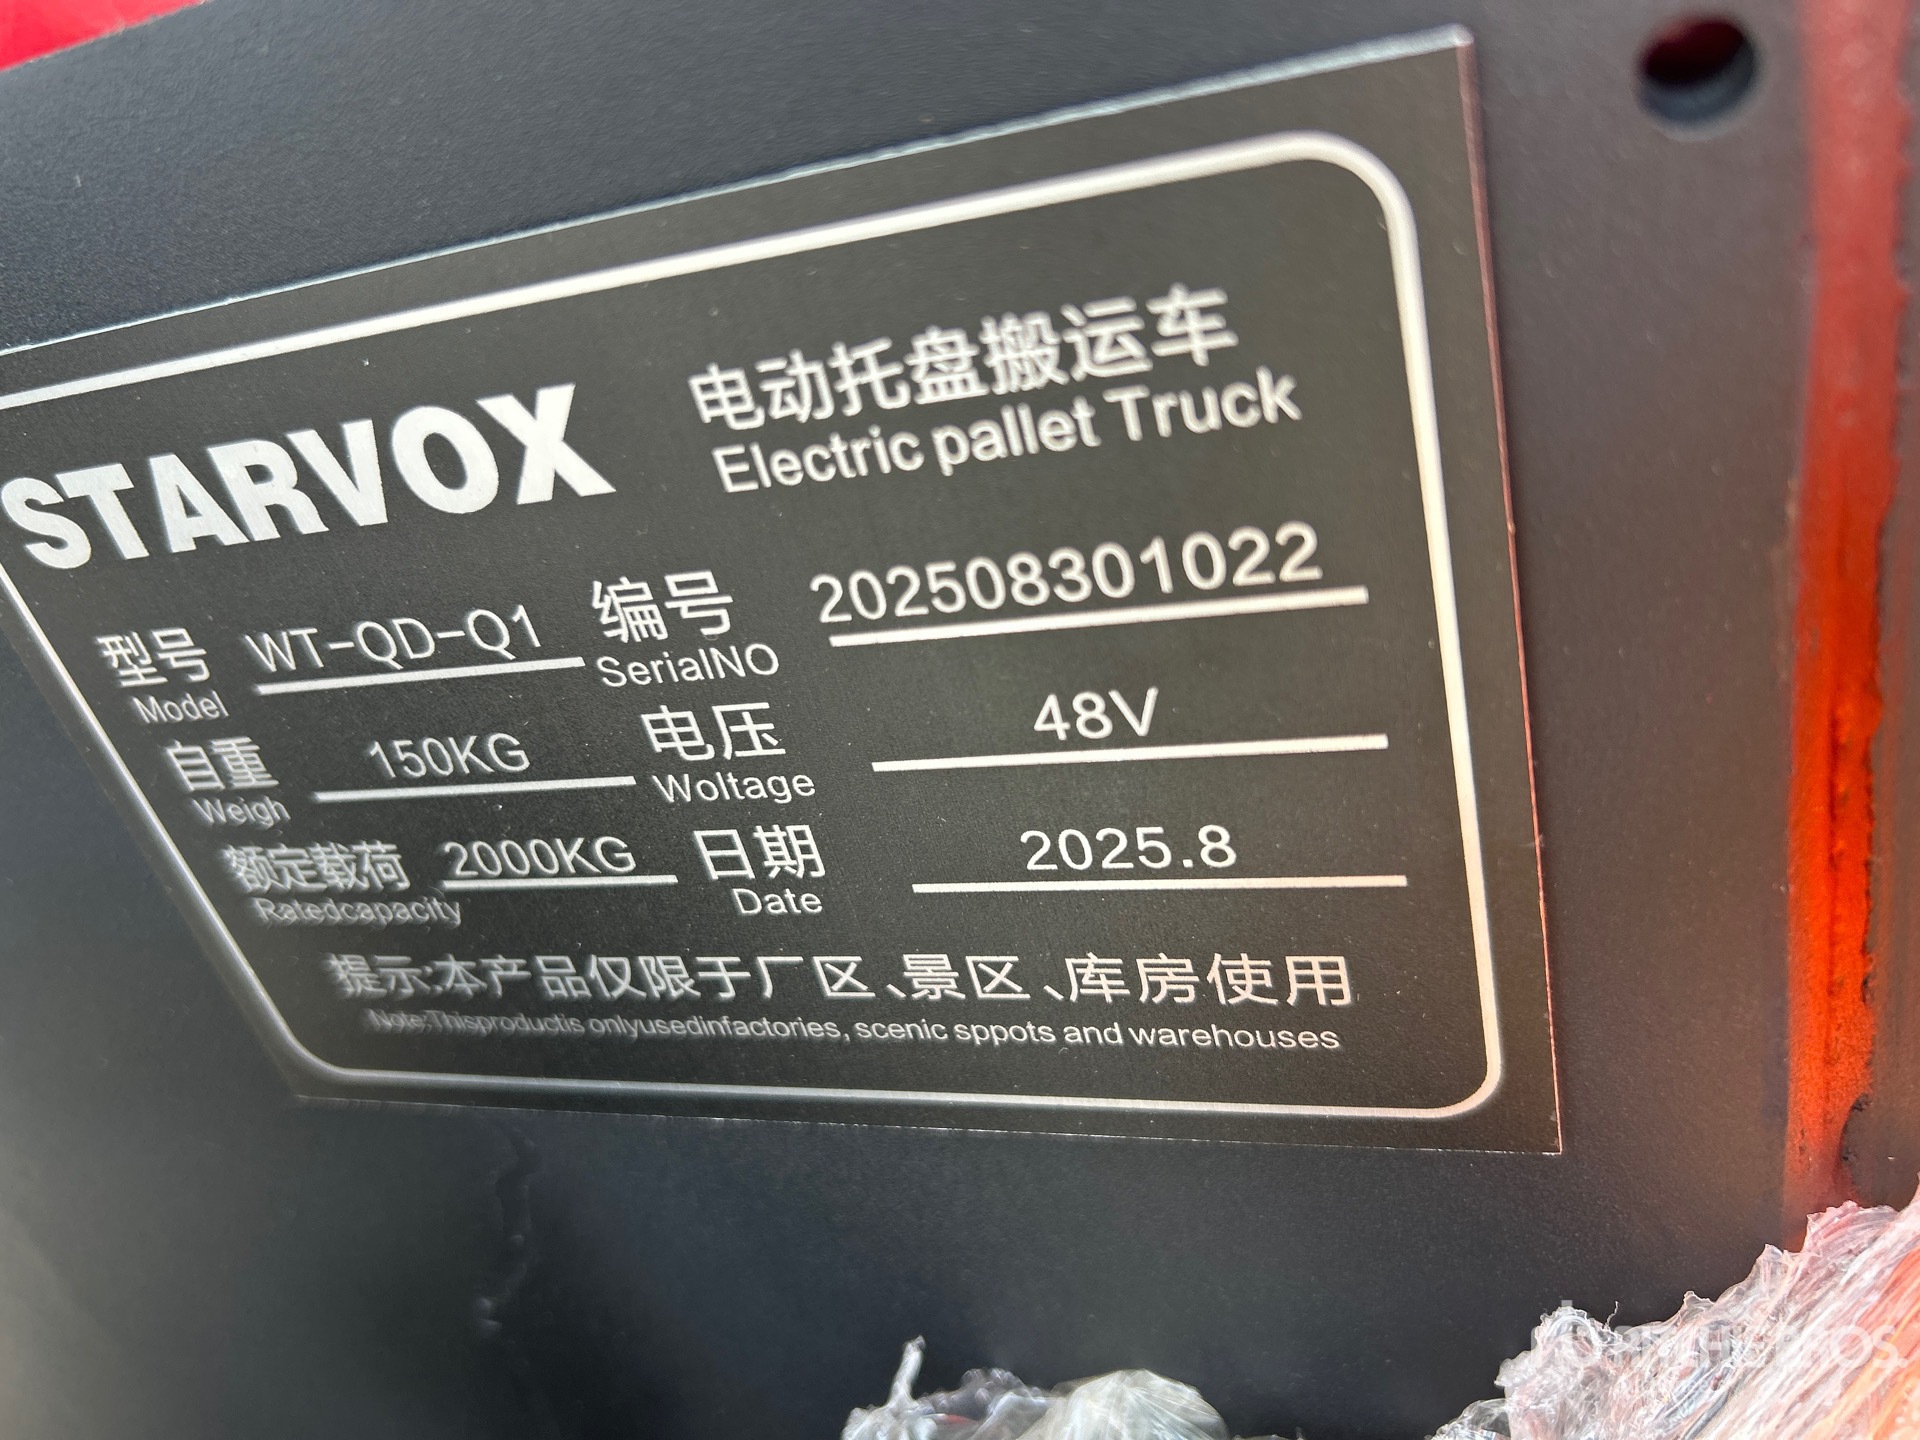 STARVOX
电动托盘搬运车
Electric pallet Truck
型号 WT-QD-Q1 编号 202508301022
Model SerialNO
自重 150KG 电压 48V
Weigh Woltage
额定载荷 2000KG 日期 2025.8
Ratedcapacity Date
提示:本产品仅限于厂区、景区、库房使用
Note:Thisproductis onlyusedinfactories, scenic sppots and warehouses